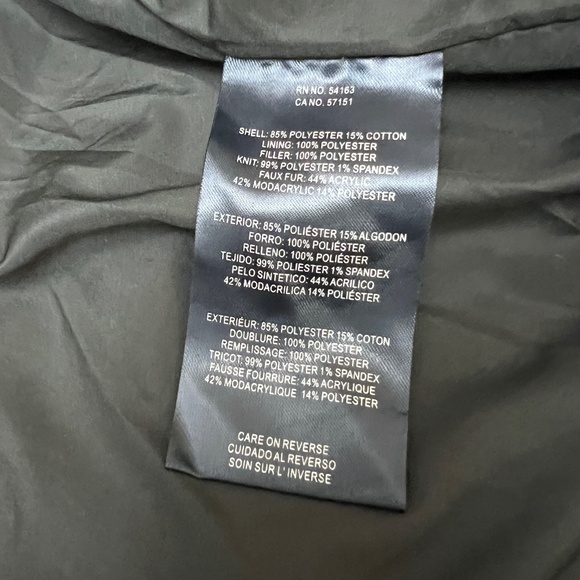 RN NO. 54163
CA NO. 57151
SHELL: 85% POLYESTER 15% COTTON
LINING: 100% POLYESTER
FILLER: 100% POLYESTER
KNIT: 99% POLYESTER 1% SPANDEX
FAUX FUR: 44% ACRYLIC
42% MODACRYLIC 14% POLYESTER
EXTERIOR: 85% POLIÉSTER 15% ALGODON
FORRO: 100% POLIÉSTER
RELLENO: 100% POLIÉSTER
TEJIDO: 99% POLIÉSTER 1% SPANDEX
PELO SINTETICO: 44% ACRILICO
42% MODACRILICA 14% POLIÉSTER
EXTERIEUR: 85% POLYESTER 15% COTON
DOUBLURE: 100% POLYESTER
REMPLISSAGE: 100% POLYESTER
TRICOT: 99% POLYESTER 1% SPANDEX
FAUSSE FOURRURE: 44% ACRYLIQUE
42% MODACRYLIQUE 14% POLYESTER
CARE ON REVERSE
CUIDADO AL REVERSO
SOIN SUR L' INVERSE